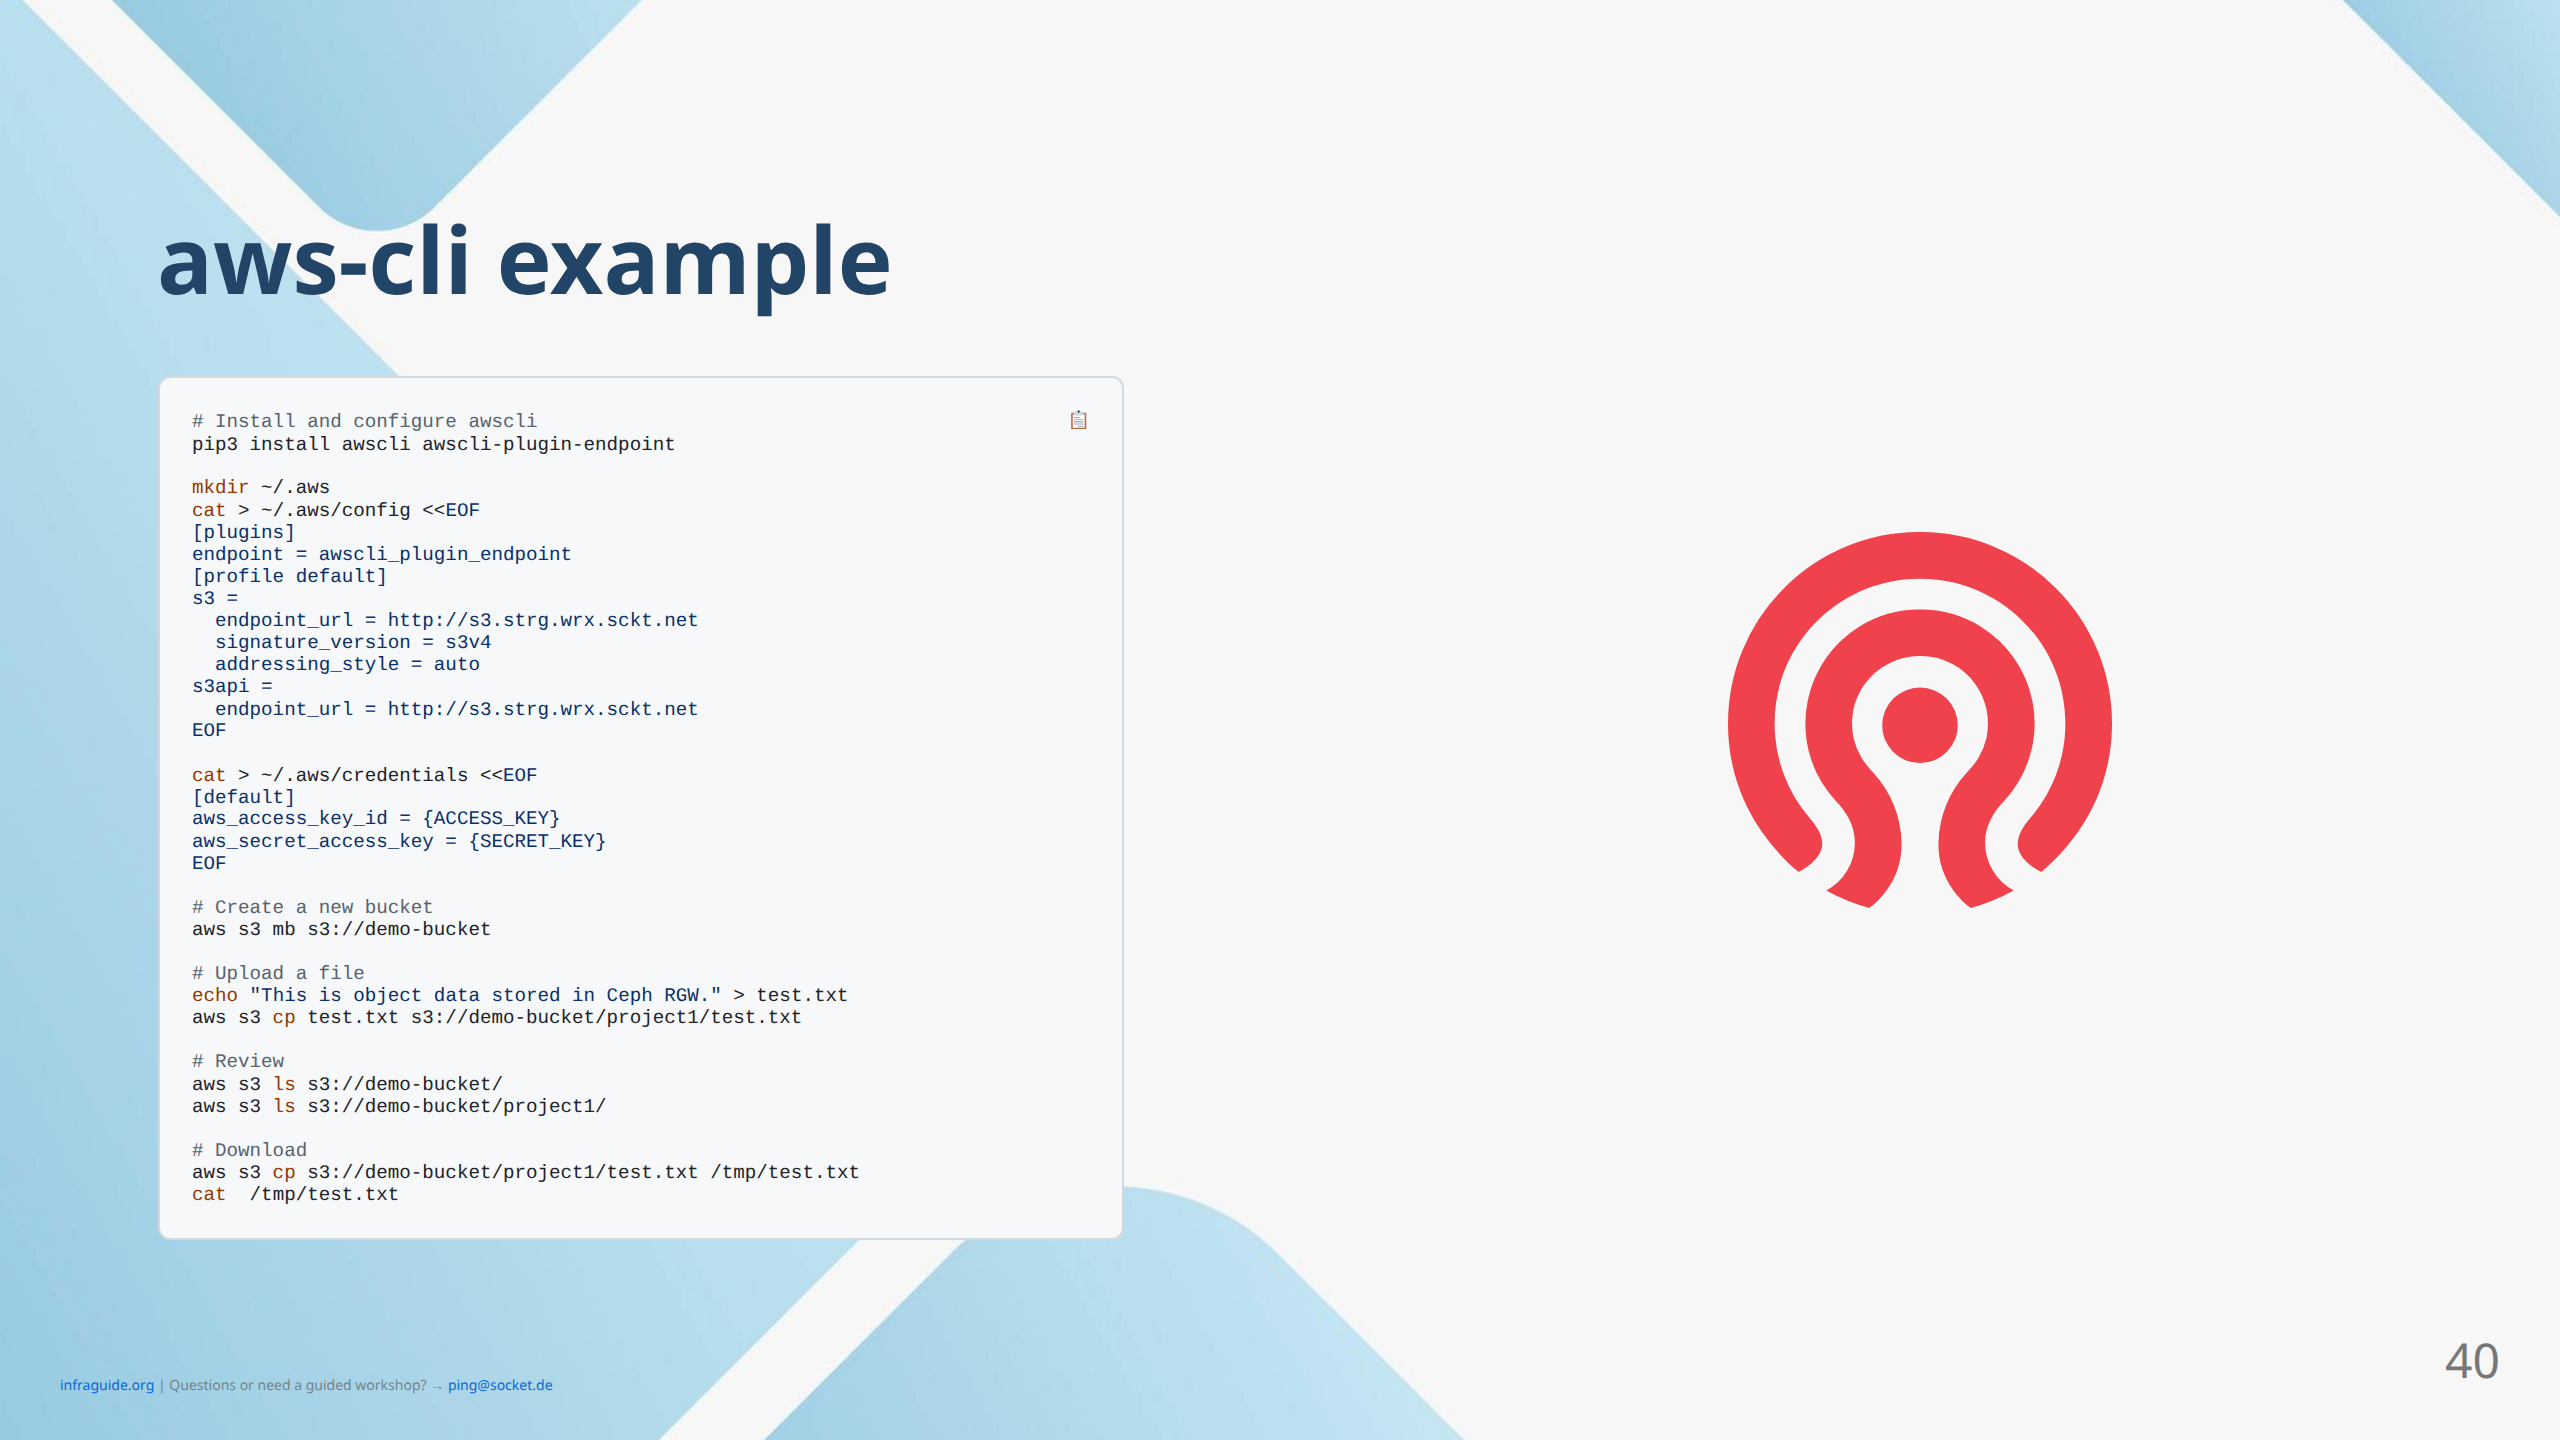 aws-cli example
# Install and configure awscli
pip3 install awscli awscli-plugin-endpoint
mkdir ~/.aws
cat > ~/.aws/config <<EOF
[plugins]
endpoint = awscli_plugin_endpoint
[profile default]
s3 =
  endpoint_url = http://s3.strg.wrx.sckt.net
  signature_version = s3v4
  addressing_style = auto
s3api =
  endpoint_url = http://s3.strg.wrx.sckt.net
EOF
cat > ~/.aws/credentials <<EOF
[default]
aws_access_key_id = {ACCESS_KEY}
aws_secret_access_key = {SECRET_KEY}
EOF
# Create a new bucket
aws s3 mb s3://demo-bucket
# Upload a file
echo "This is object data stored in Ceph RGW." > test.txt
aws s3 cp test.txt s3://demo-bucket/project1/test.txt
# Review
aws s3 ls s3://demo-bucket/
aws s3 ls s3://demo-bucket/project1/
# Download
aws s3 cp s3://demo-bucket/project1/test.txt /tmp/test.txt
cat  /tmp/test.txt
infraguide.org | Questions or need a guided workshop? → ping@socket.de
40